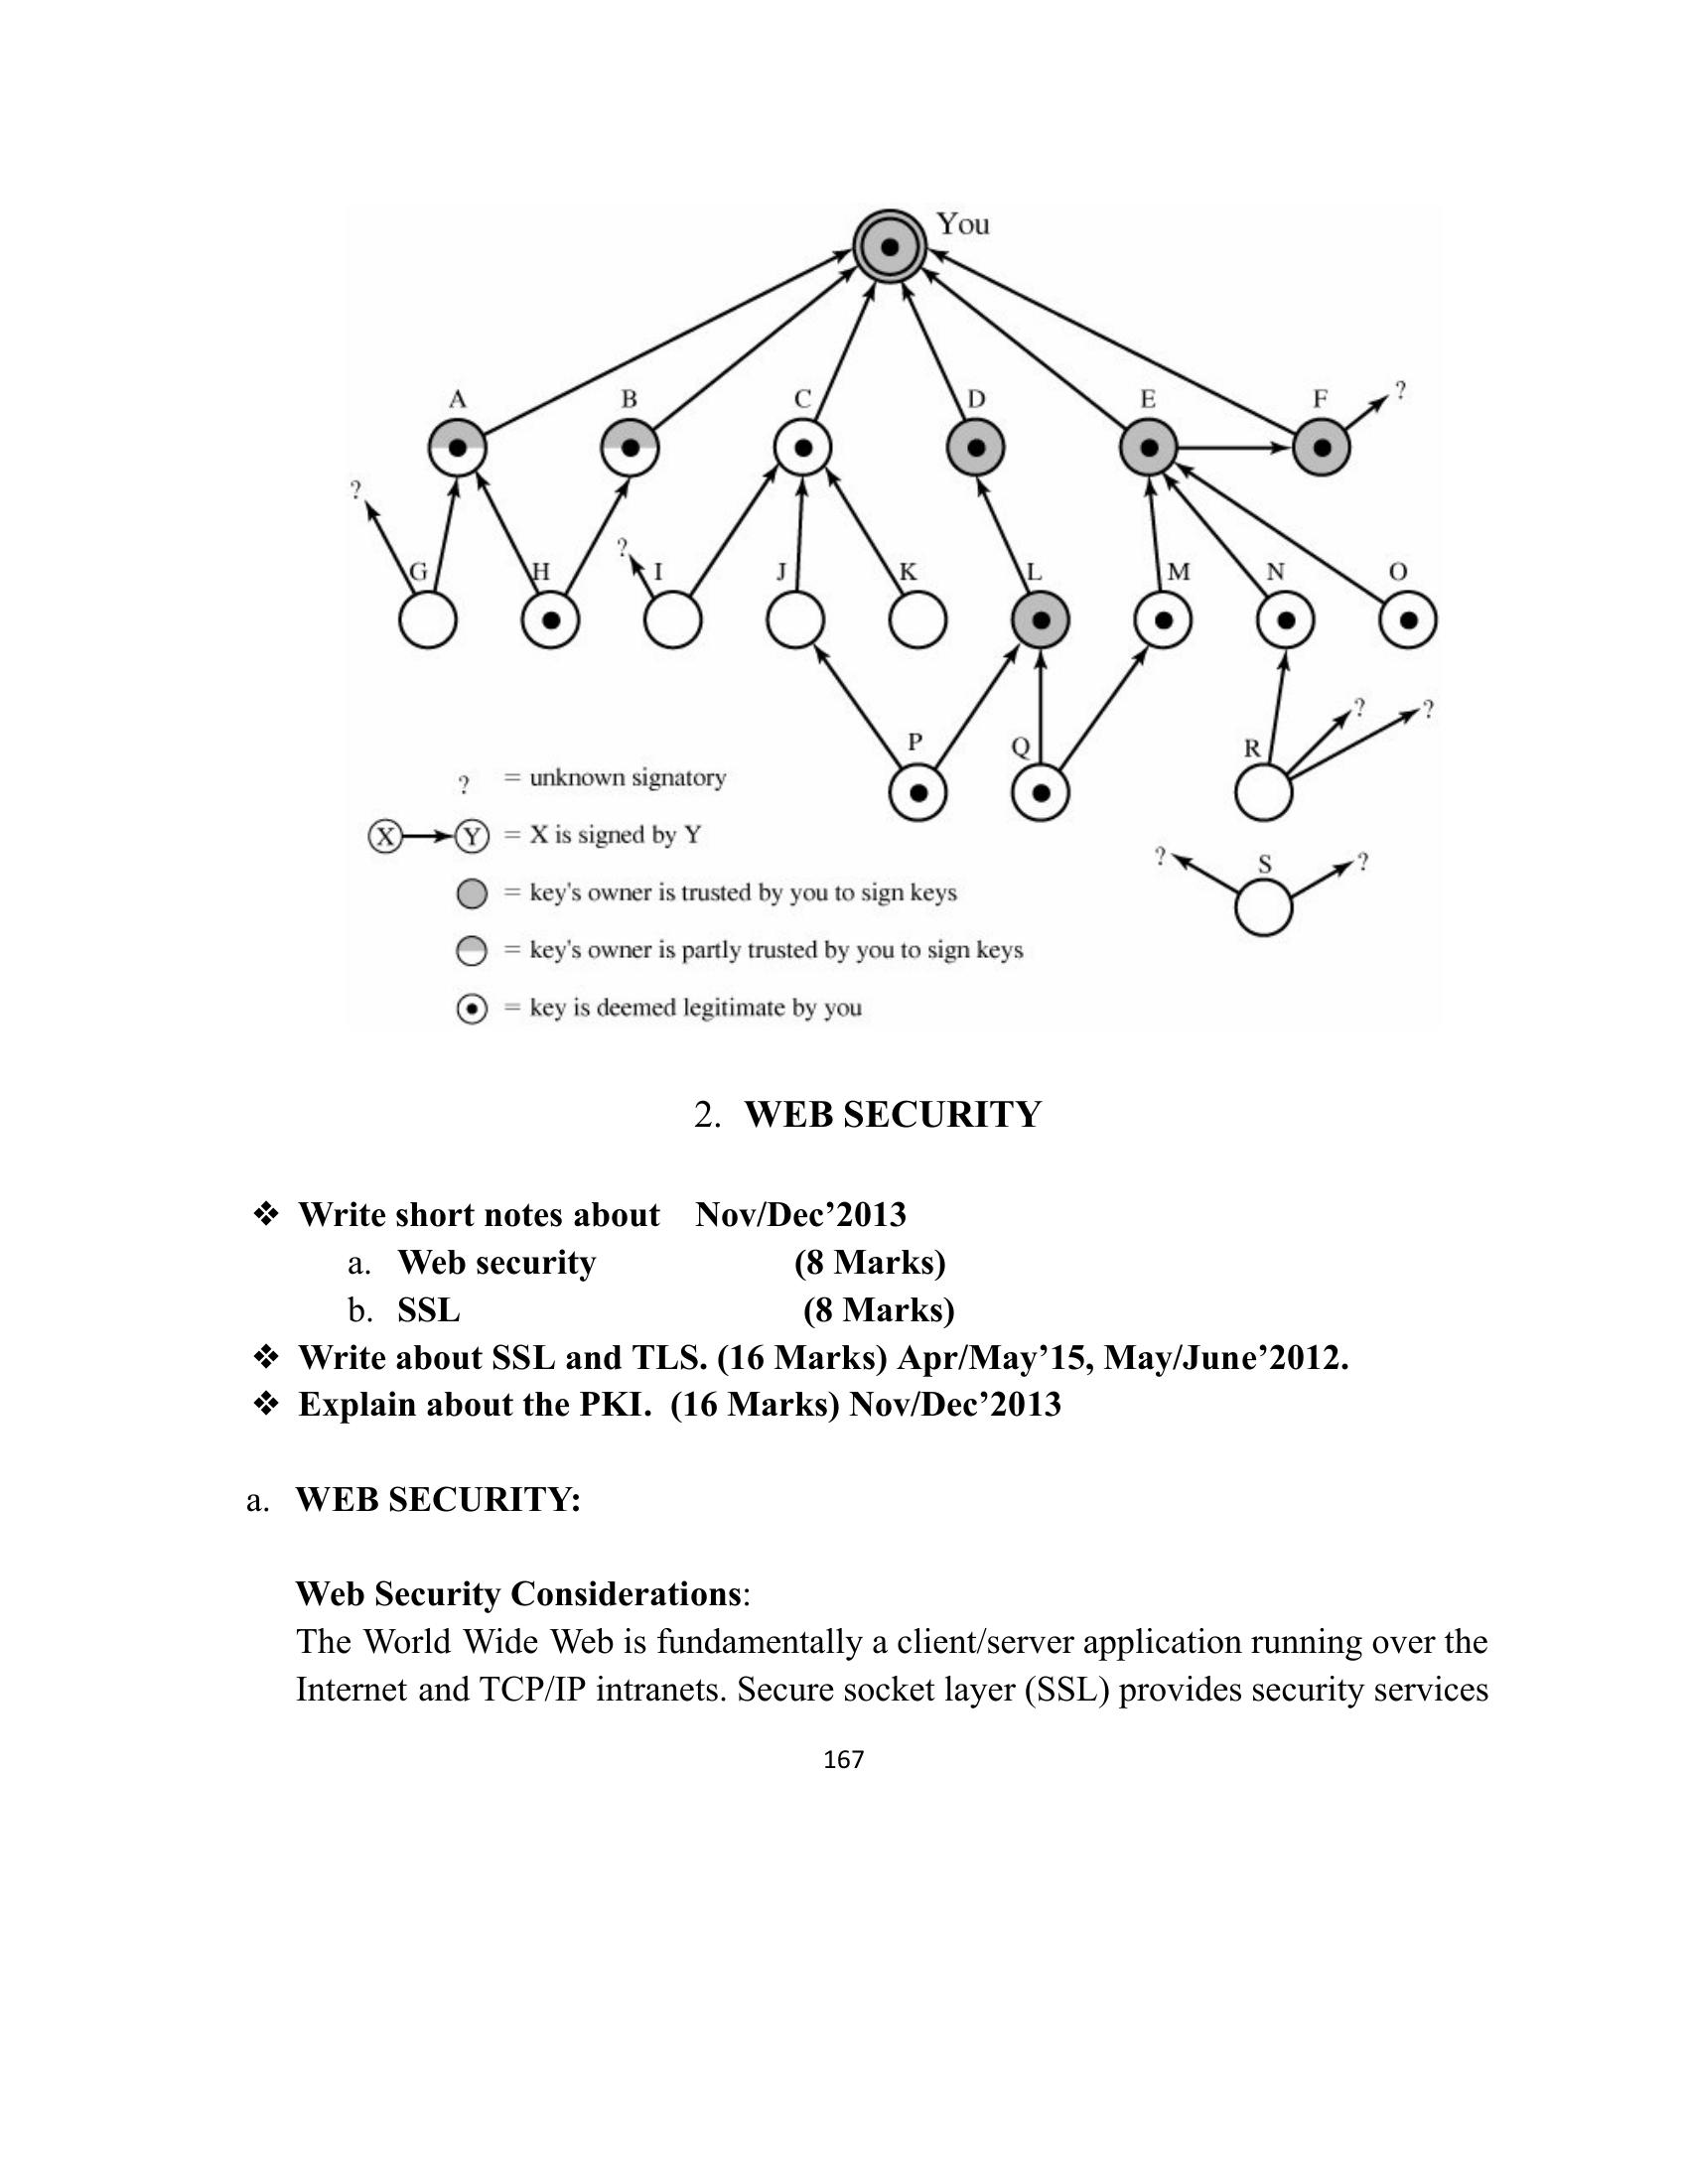 You
A B C D E F ?
?
G H ? I J K L M N O
? ?
P Q R
? = unknown signatory
X Y = X is signed by Y
? S ?
= key's owner is trusted by you to sign keys
= key's owner is partly trusted by you to sign keys
= key is deemed legitimate by you
2. WEB SECURITY
❖ Write short notes about Nov/Dec’2013
a. Web security (8 Marks)
b. SSL (8 Marks)
❖ Write about SSL and TLS. (16 Marks) Apr/May’15, May/June’2012.
❖ Explain about the PKI. (16 Marks) Nov/Dec’2013
a. WEB SECURITY:
Web Security Considerations:
The World Wide Web is fundamentally a client/server application running over the
Internet and TCP/IP intranets. Secure socket layer (SSL) provides security services
167